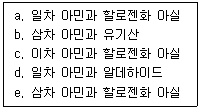 a. 일차 아민과 할로젠화 아실
b. 삼차 아민과 유기산
c. 이차 아민과 할로젠화 아실
d. 일차 아민과 알데하이드
e. 삼차 아민과 할로젠화 아실